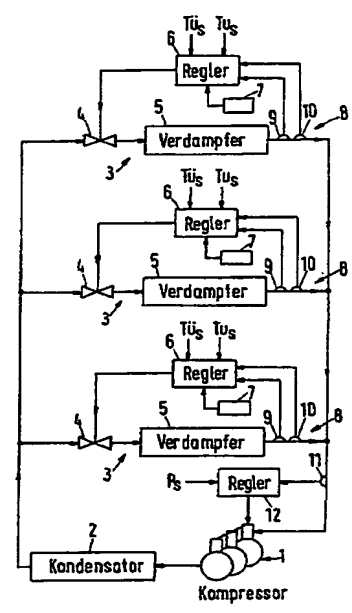 Tüs Tus
6 Regler
7
5 9 10 8
4 Verdampfer
3
Tüs Tus
6 Regler
7
5 9 10 8
4 Verdampfer
3
Tüs Tus
6 Regler
7
5 9 10 8
4 Verdampfer
3
11
Ps Regler
12
2 1
Kondensator
Kompressor